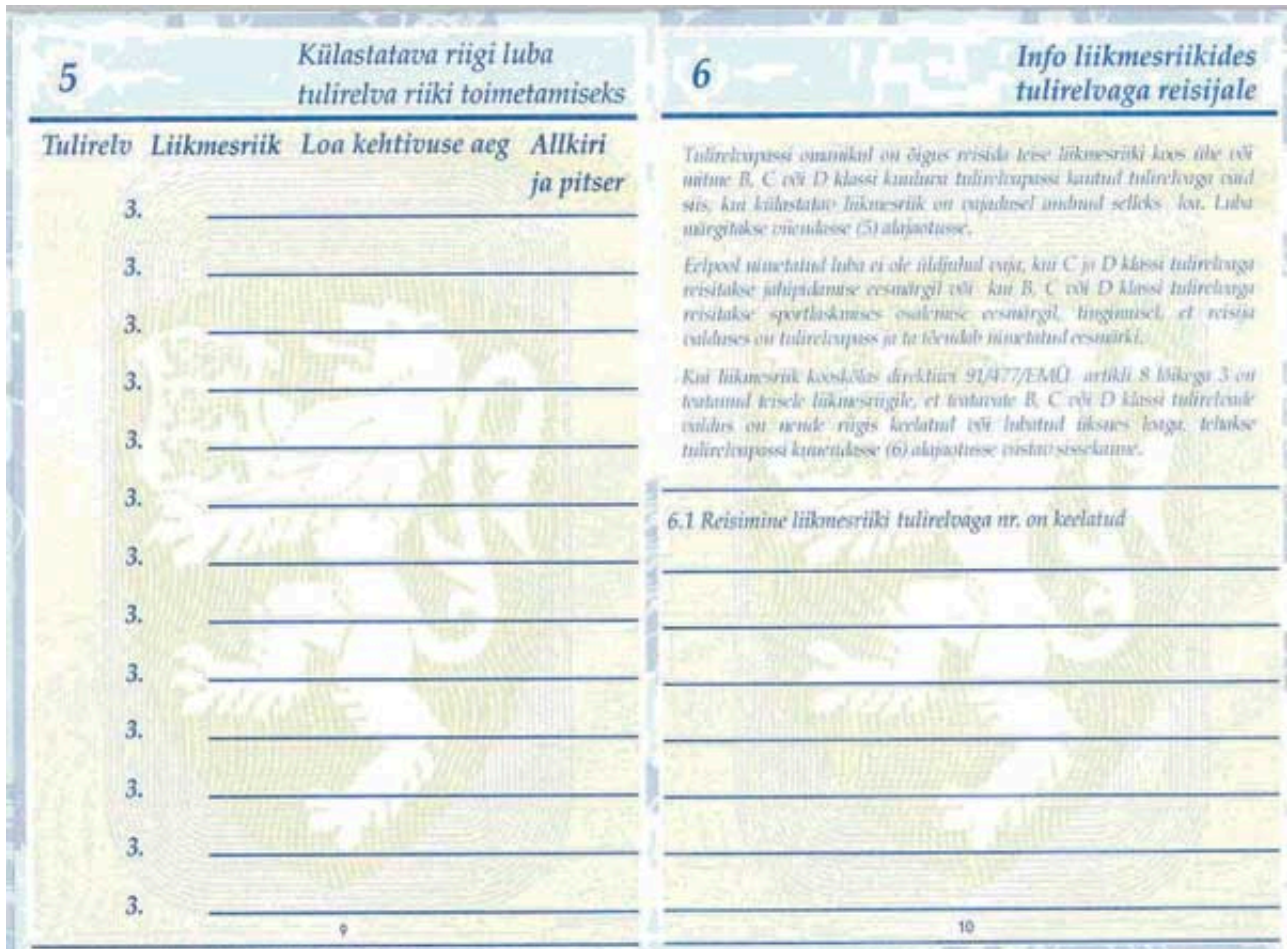 5
Külastatava riigi luba
tulirelva riiki toimetamiseks
Tulirelv Liikmesriik Loa kehtivuse aeg Allkiri
ja pitser
3.
3.
3.
3.
3.
3.
3.
3.
3.
3.
3.
3.
3.
9
6
Info liikmesriikides
tulirelvaga reisijale
Tulirelvapassi omanikul on õigus reisida teise liikmesriiki koos ühe või
mitme B, C või D klassi kuuluva tulirelvapassi kantud tulirelvaga vaid
siis, kui külastatav liikmesriik on vajadusel andnud selleks loa. Luba
märgitakse viiendasse (5) alajaotusse.
Eelpool nimetatud luba ei ole üldjuhul vaja, kui C ja D klassi tulirelvaga
reisitakse jahipidamise eesmärgil või kui B, C või D klassi tulirelvaga
reisitakse sportlaskmises osalemise eesmärgil, tingimusel, et reisija
valduses on tulirelvapass ja ta tõendab nimetatud eesmärki.
Kui liikmesriik kooskõlas direktiivi 91/477/EMÜ artikli 8 lõikega 3 on
teatanud teisele liikmesriigile, et teatavate B, C või D klassi tulirelvade
valdus on nende riigis keelatud või lubatud üksnes loaga, tehakse
tulirelvapassi kuuendasse (6) alajaotusse vastav sissekanne.
6.1 Reisimine liikmesriiki tulirelvaga nr. on keelatud
10